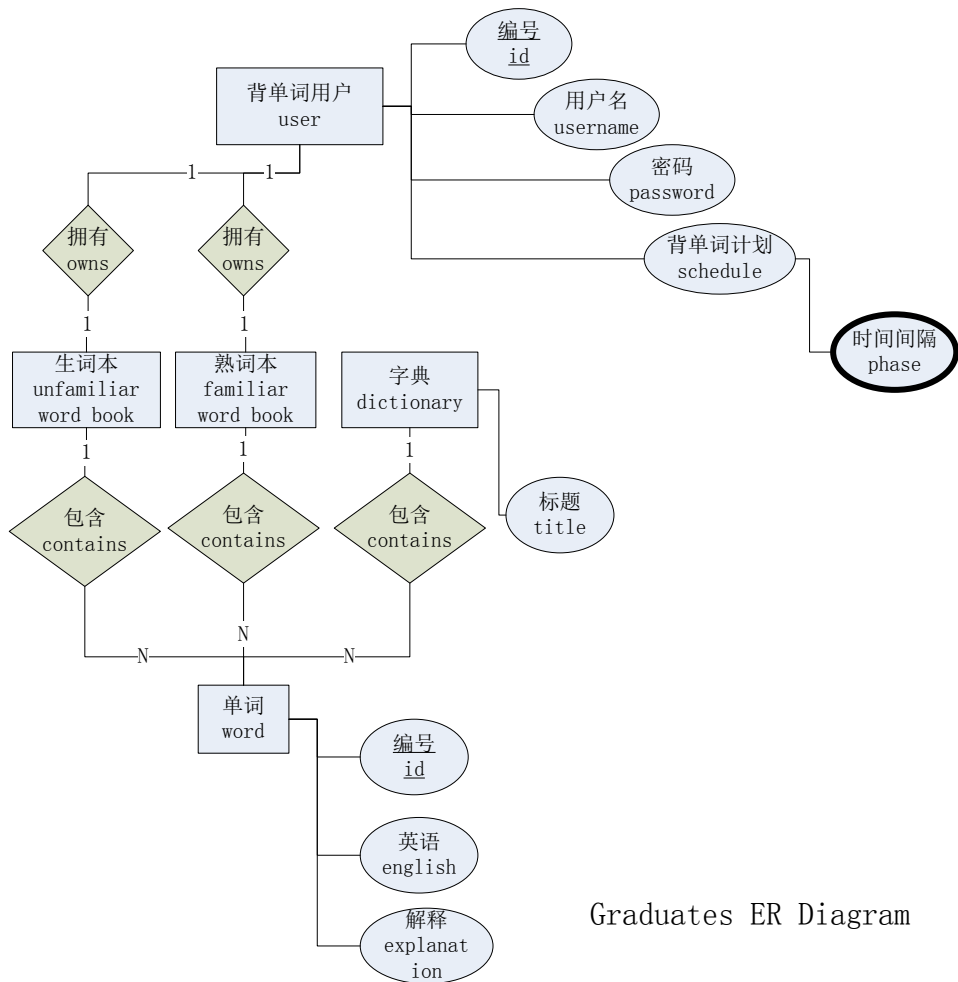 编号
id
背单词用户
user
用户名
username
密码
password
1
1
拥有
owns
拥有
owns
背单词计划
schedule
时间间隔
phase
1
1
生词本
unfamiliar
word book
熟词本
familiar
word book
字典
dictionary
1
1
1
包含
contains
包含
contains
包含
contains
标题
title
N
N
N
单词
word
编号
id
英语
english
解释
explanat
ion
Graduates ER Diagram